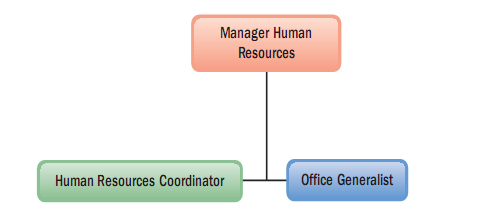 Manager Human
Resources
Human Resources Coordinator
Office Generalist